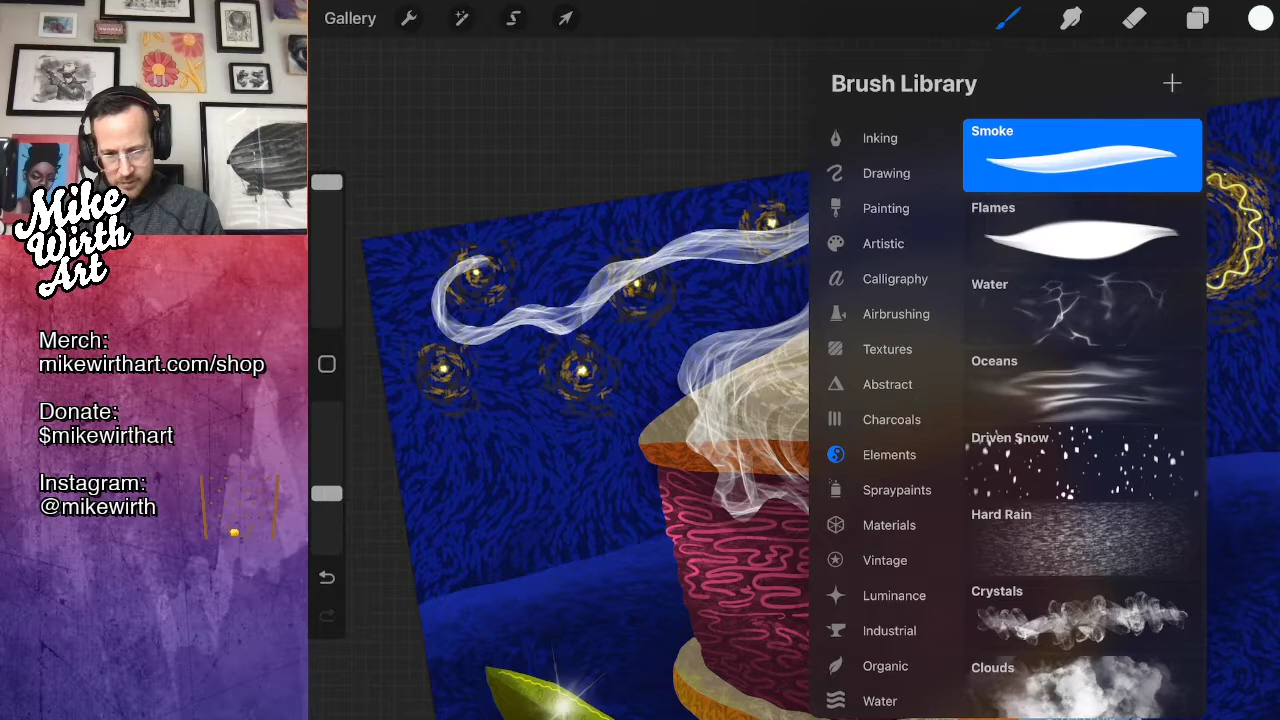 Gallery
Mike
Wirth
Art
Merch:
mikewirthart.com/shop
Donate:
$mikewirthart
Instagram:
@mikewirth
Brush Library
Inking
Drawing
Painting
Artistic
Calligraphy
Airbrushing
Textures
Abstract
Charcoals
Elements
Spraypaints
Materials
Vintage
Luminance
Industrial
Organic
Water
Smoke
Flames
Water
Oceans
Driven Snow
Hard Rain
Crystals
Clouds